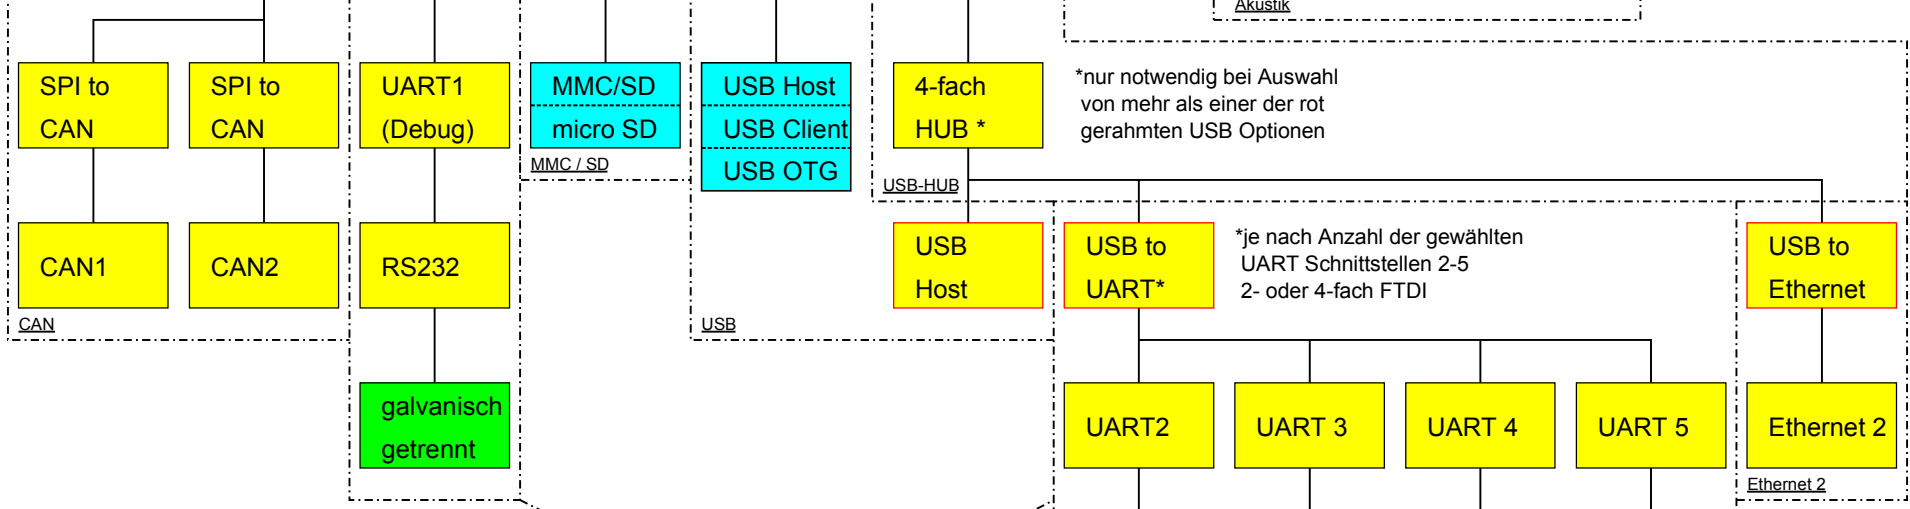 Akustik
SPI to
CAN
SPI to
CAN
UART1
(Debug)
MMC/SD
micro SD
MMC / SD
USB Host
USB Client
USB OTG
4-fach
HUB *
USB-HUB
*nur notwendig bei Auswahl
von mehr als einer der rot
gerahmten USB Optionen
CAN1
CAN2
CAN
RS232
USB
USB
Host
USB to
UART*
*je nach Anzahl der gewählten
UART Schnittstellen 2-5
2- oder 4-fach FTDI
USB to
Ethernet
galvanisch
getrennt
UART2
UART 3
UART 4
UART 5
Ethernet 2
Ethernet 2